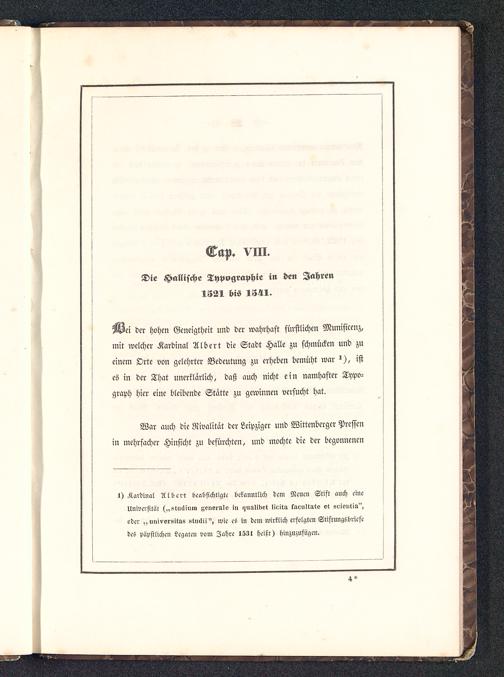 Cap. VIII.
Die Hallische Typographie in den Jahren
1521 bis 1541.
Bei der hohen Geneigtheit und der wahrhaft fürstlichen Munificenz,
mit welcher Kardinal Albert die Stadt Halle zu schmücken und zu
einem Orte von gelehrter Bedeutung zu erheben bemüht war 1), ist
es in der That unerklärlich, daß auch nicht ein namhafter Typo-
graph hier eine bleibende Stätte zu gewinnen versucht hat.
War auch die Rivalität der Leipziger und Wittenberger Pressen
in mehrfacher Hinsicht zu befürchten, und mochte die der begonnenen
1) Kardinal Albert beabsichtigte bekanntlich dem Neuen Stift auch eine
Universität („studium generale in qualibet licita facultate et scientia",
oder „universitas studii", wie es in dem wirklich erfolgten Stiftungsbriefe
des päpstlichen Legaten vom Jahre 1531 heißt) hinzuzufügen.
4*